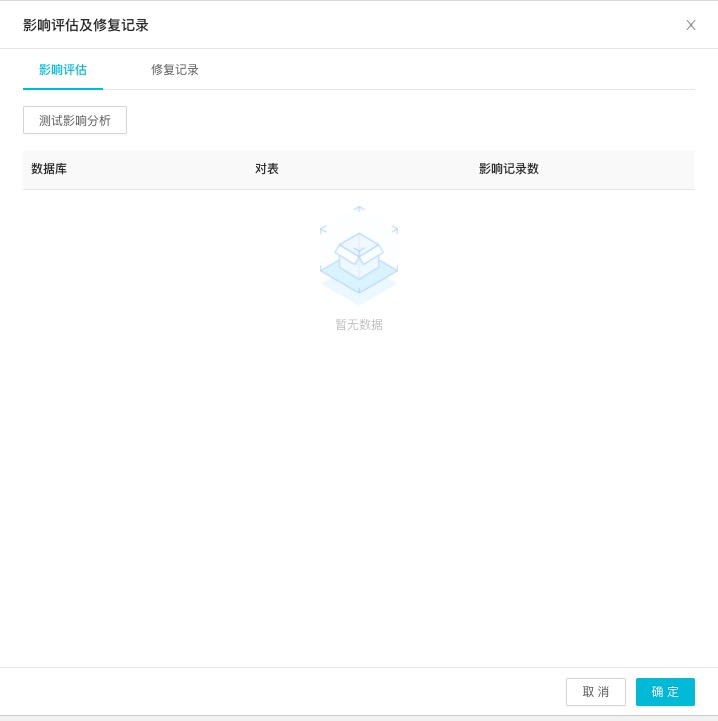 影响评估及修复记录
影响评估 修复记录
测试影响分析
数据库 对表 影响记录数
暂无数据
取 消 确 定